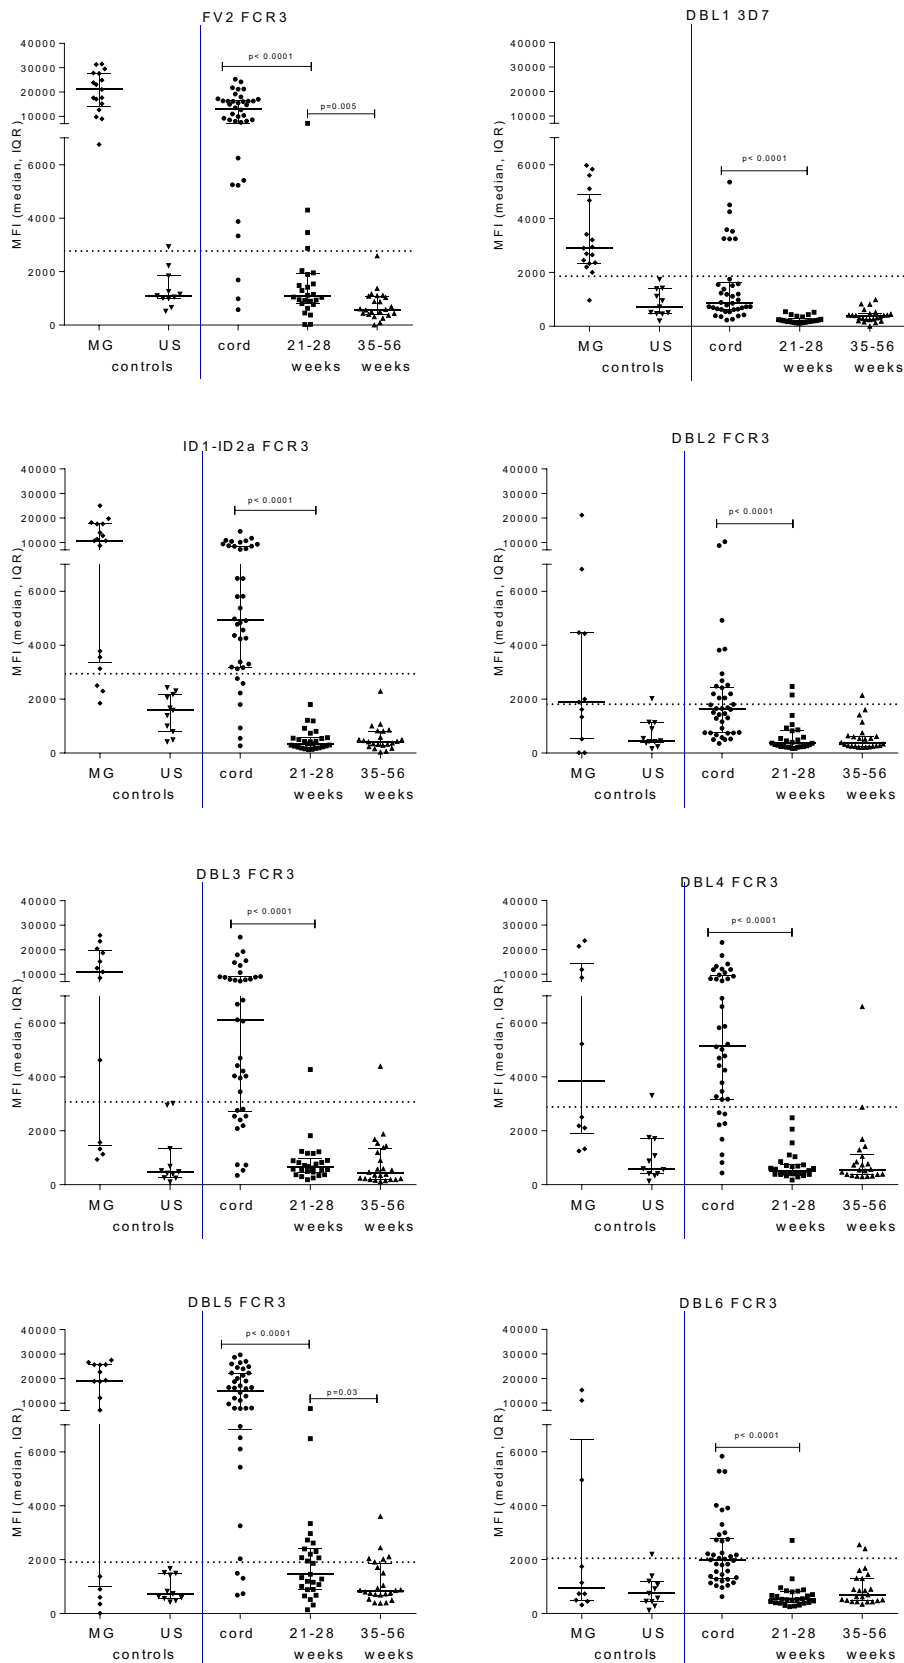 FV2 FCR3
40000
30000
20000
10000
6000
4000
2000
0
MFI (median, IQR)
p< 0.0001
p=0.005
MG US cord 21-28 35-56
controls weeks weeks
DBL1 3D7
40000
30000
20000
10000
6000
4000
2000
0
MFI (median, IQR)
p< 0.0001
MG US cord 21-28 35-56
controls weeks weeks
ID1-ID2a FCR3
40000
30000
20000
10000
6000
4000
2000
0
MFI (median, IQR)
p< 0.0001
MG US cord 21-28 35-56
controls weeks weeks
DBL2 FCR3
40000
30000
20000
10000
6000
4000
2000
0
MFI (median, IQR)
p< 0.0001
MG US cord 21-28 35-56
controls weeks weeks
DBL3 FCR3
40000
30000
20000
10000
6000
4000
2000
0
MFI (median, IQR)
p< 0.0001
MG US cord 21-28 35-56
controls weeks weeks
DBL4 FCR3
40000
30000
20000
10000
6000
4000
2000
0
MFI (median, IQR)
p< 0.0001
MG US cord 21-28 35-56
controls weeks weeks
DBL5 FCR3
40000
30000
20000
10000
6000
4000
2000
0
MFI (median, IQR)
p< 0.0001
p=0.03
MG US cord 21-28 35-56
controls weeks weeks
DBL6 FCR3
40000
30000
20000
10000
6000
4000
2000
0
MFI (median, IQR)
p< 0.0001
MG US cord 21-28 35-56
controls weeks weeks